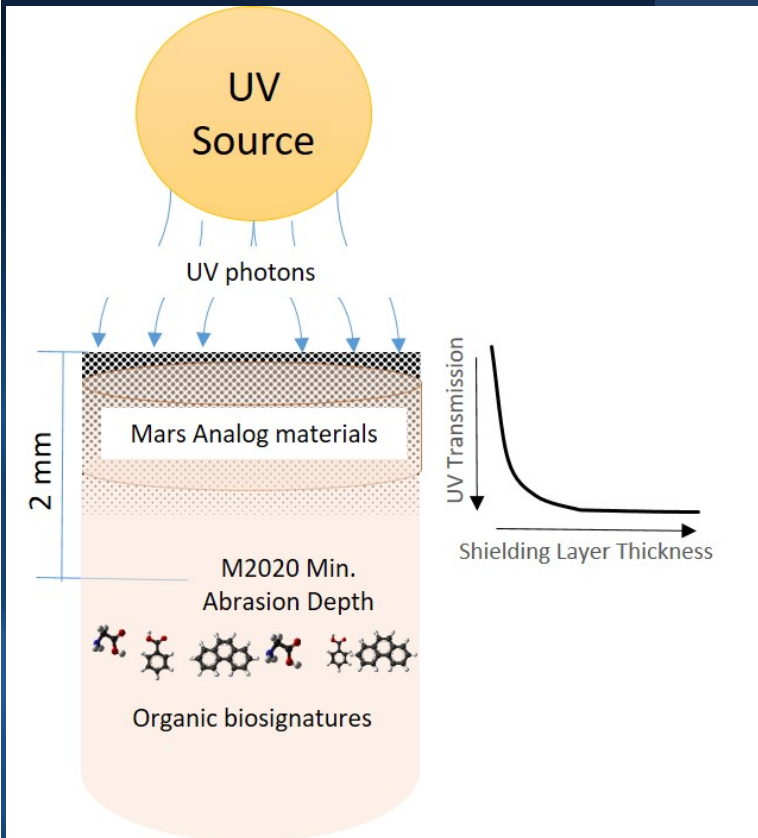 UV
Source
UV photons
Mars Analog materials
2 mm
M2020 Min.
Abrasion Depth
Organic biosignatures
UV Transmission
Shielding Layer Thickness